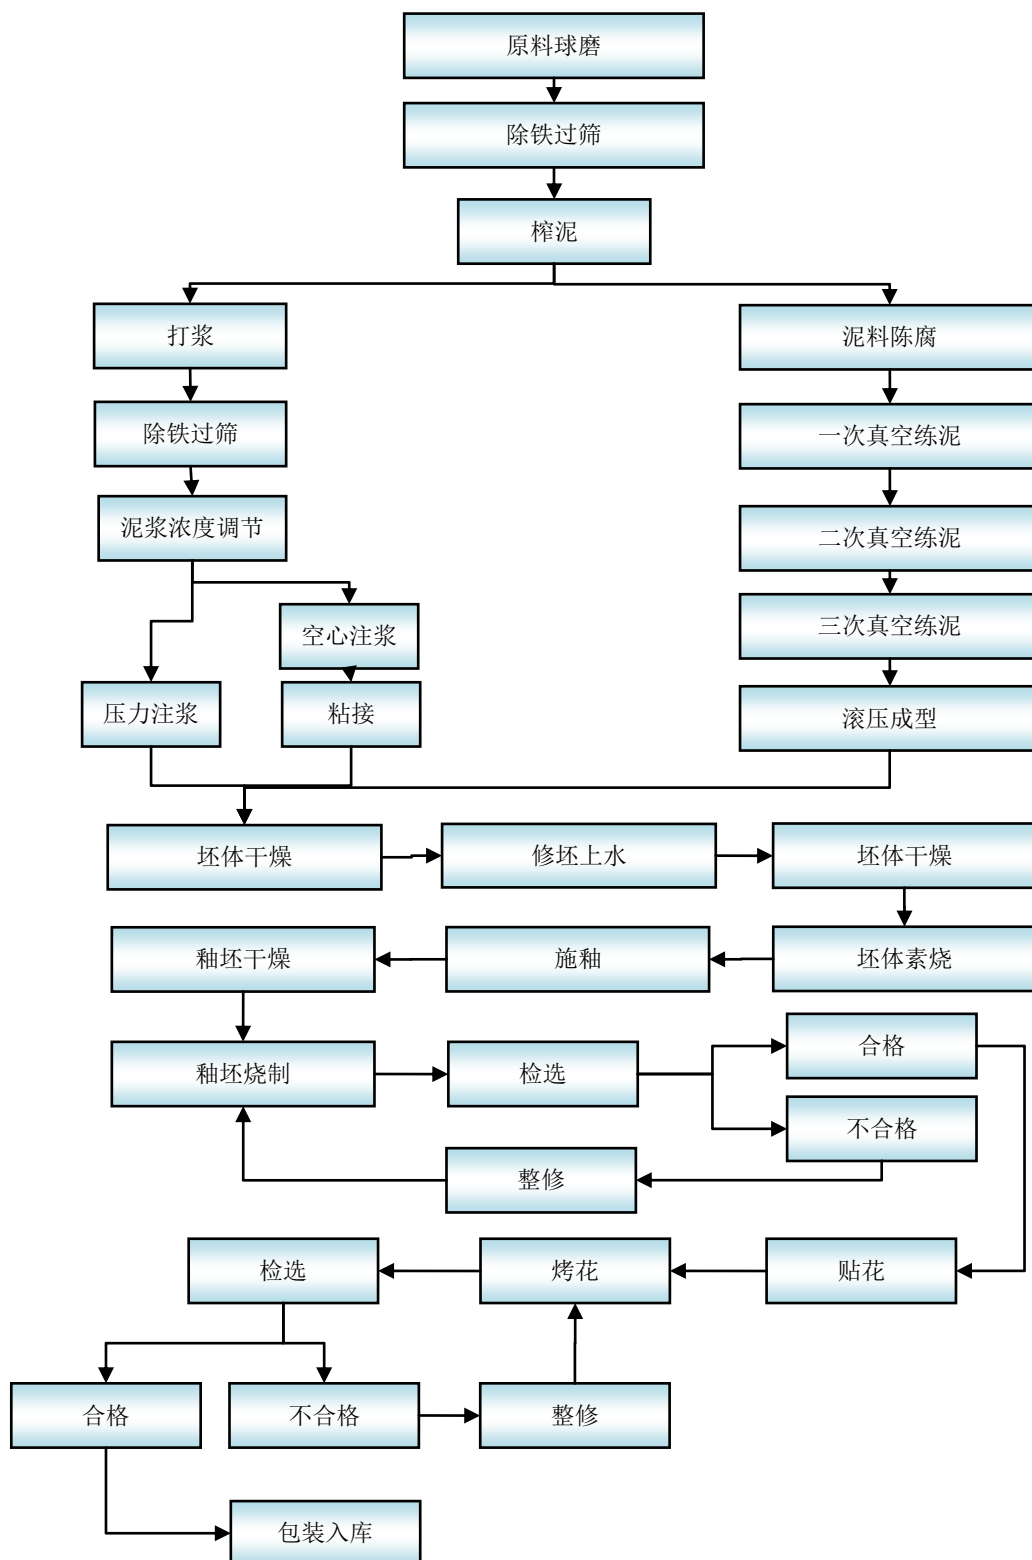 原料球磨
除铁过筛
榨泥
打浆
泥料陈腐
除铁过筛
一次真空练泥
泥浆浓度调节
二次真空练泥
空心注浆
三次真空练泥
压力注浆
粘接
滚压成型
坯体干燥
修坯上水
坯体干燥
釉坯干燥
施釉
坯体素烧
合格
釉坯烧制
检选
不合格
整修
检选
烤花
贴花
合格
不合格
整修
包装入库